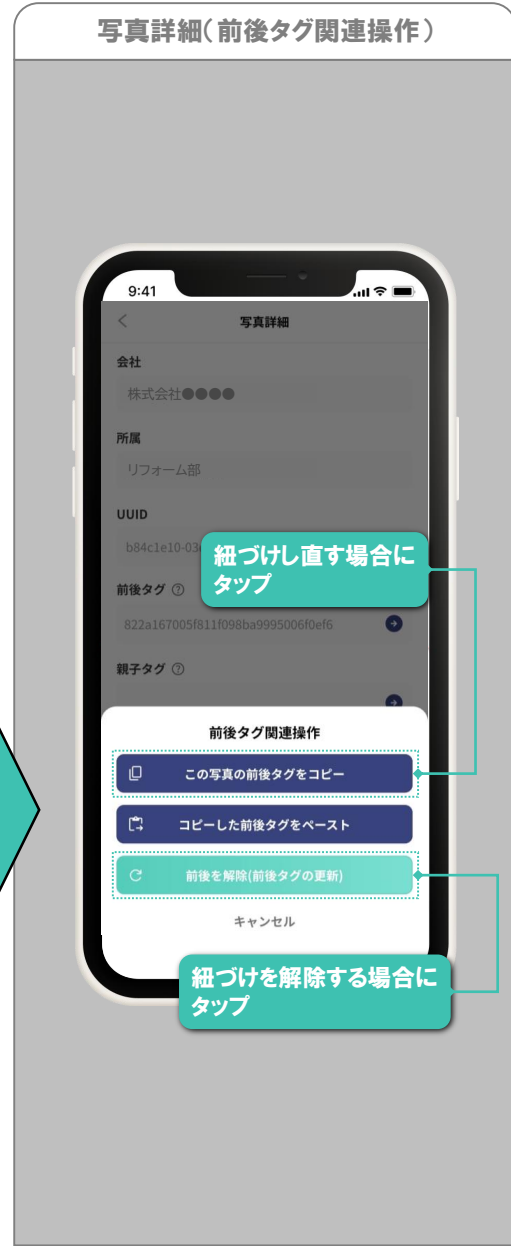 写真詳細(前後タグ関連操作)
9:41
写真詳細
会社
株式会社●●●●
所属
リフォーム部
UUID
b84c1e10-03
紐づけし直す場合に
タップ
前後タグ ?
822a167005f811f098ba9995006f0ef6
親子タグ ?
前後タグ関連操作
この写真の前後タグをコピー
コピーした前後タグをペースト
前後を解除(前後タグの更新)
キャンセル
紐づけを解除する場合に
タップ